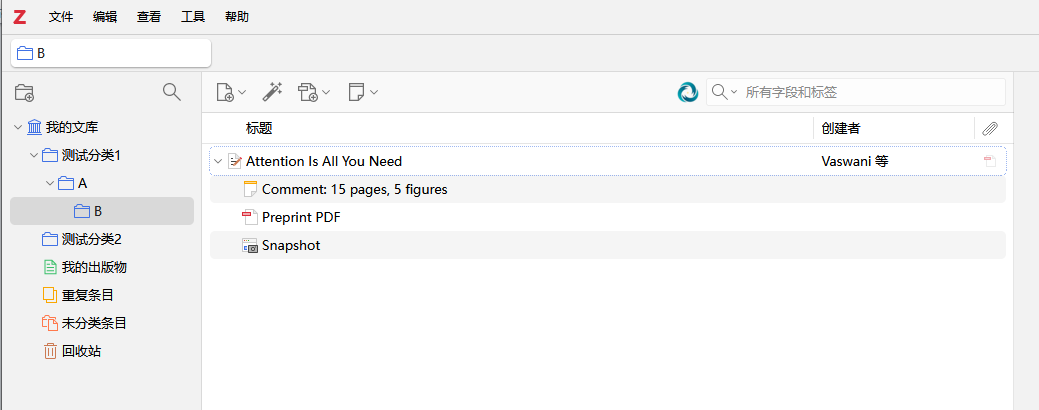 Z 文件 编辑 查看 工具 帮助
B
所有字段和标签
我的文库
测试分类1
A
B
测试分类2
我的出版物
重复条目
未分类条目
回收站
标题 创建者
Attention Is All You Need Vaswani 等
Comment: 15 pages, 5 figures
Preprint PDF
Snapshot